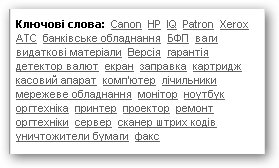 Ключові слова: Canon HP IQ Patron Xerox
АТС банківське обладнання БФП ваги
видаткові матеріали Версія гарантія
детектор валют екран заправка картридж
касовий апарат комп'ютер лічильники
мережеве обладнання монітор ноутбук
оргтехніка принтер проектор ремонт
оргтехніки сервер сканер штрих кодів
уничтожители бумаги факс